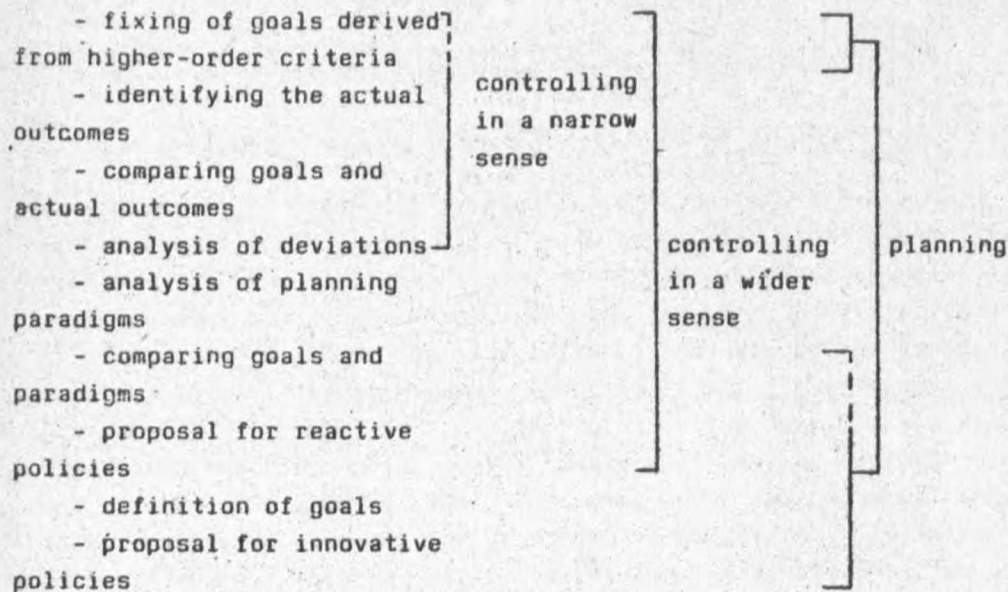 - fixing of goals derived
from higher-order criteria
- identifying the actual
outcomes
- comparing goals and
actual outcomes
- analysis of deviations
- analysis of planning
paradigms
- comparing goals and
paradigms
- proposal for reactive
policies
- definition of goals
- proposal for innovative
policies
controlling
in a narrow
sense
controlling
in a wider
sense
planning